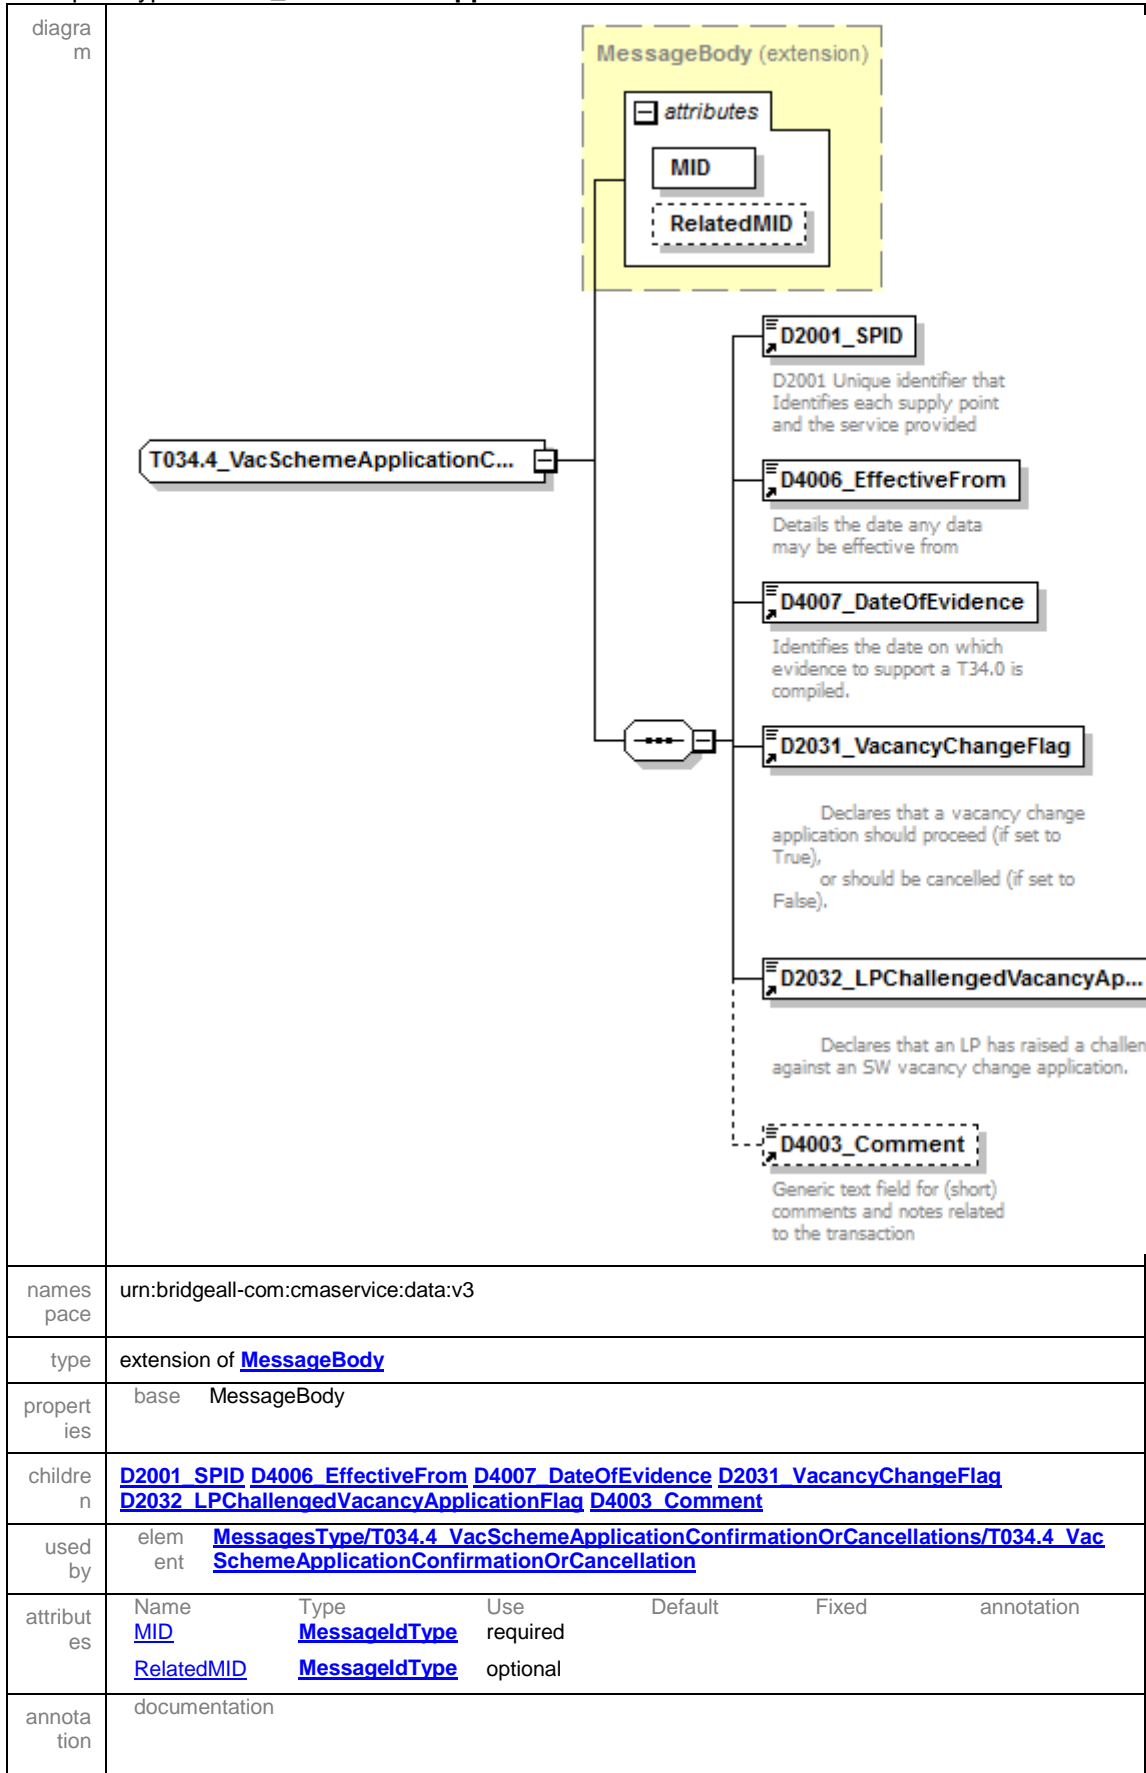 diagra
m
MessageBody (extension)
attributes
MID
RelatedMID
D2001_SPID
D2001 Unique identifier that
Identifies each supply point
and the service provided
T034.4_VacSchemeApplicationC...
D4006_EffectiveFrom
Details the date any data
may be effective from
D4007_DateOfEvidence
Identifies the date on which
evidence to support a T34.0 is
compiled.
D2031_VacancyChangeFlag
Declares that a vacancy change
application should proceed (if set to
True),
or should be cancelled (if set to
False).
D2032_LPChallengedVacancyAp...
Declares that an LP has raised a challen
against an SW vacancy change application.
D4003_Comment
Generic text field for (short)
comments and notes related
to the transaction
names
pace
urn:bridgeall-com:cmaservice:data:v3
type
extension of MessageBody
propert
ies
base MessageBody
childre
n
D2001_SPID D4006_EffectiveFrom D4007_DateOfEvidence D2031_VacancyChangeFlag
D2032_LPChallengedVacancyApplicationFlag D4003_Comment
used
by
elem
ent
MessagesType/T034.4_VacSchemeApplicationConfirmationOrCancellations/T034.4_Vac
SchemeApplicationConfirmationOrCancellation
attribut
es
Name Type Use Default Fixed annotation
MID MessageIdType required
RelatedMID MessageIdType optional
annota
tion
documentation